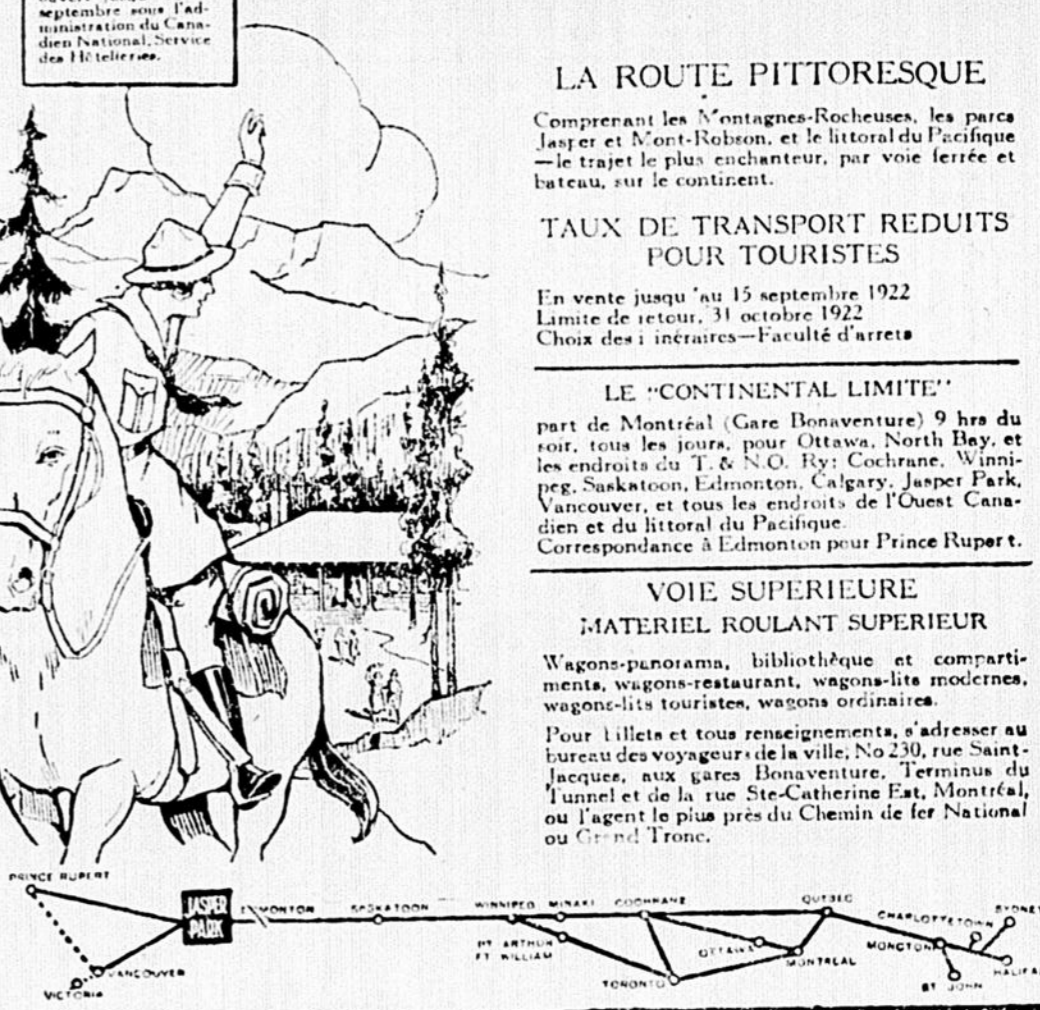 septembre sous l'ad-
ministration du Cana-
dien National, Service
des Hôtelleries.
LA ROUTE PITTORESQUE
Comprenant les Montagnes-Rocheuses, les parcs
Jasper et Mont-Robson, et le littoral du Pacifique
—le trajet le plus enchanteur, par voie ferrée et
bateau, sur le continent.
TAUX DE TRANSPORT REDUITS
POUR TOURISTES
En vente jusqu'au 15 septembre 1922
Limite de retour, 31 octobre 1922
Choix des i inéraires—Faculté d'arrets
LE "CONTINENTAL LIMITE"
part de Montréal (Gare Bonaventure) 9 hrs du
soir, tous les jours, pour Ottawa, North Bay, et
les endroits du T. & N.O. Ry; Cochrane, Winni-
peg, Saskatoon, Edmonton, Calgary, Jasper Park,
Vancouver, et tous les endroits de l'Ouest Cana-
dien et du littoral du Pacifique.
Correspondance à Edmonton pour Prince Rupert.
VOIE SUPERIEURE
MATERIEL ROULANT SUPERIEUR
Wagons-panorama, bibliothèque et comparti-
ments, wagons-restaurant, wagons-lits modernes,
wagons-lits touristes, wagons ordinaires.
Pour billets et tous renseignements, s'adresser au
bureau des voyageurs de la ville, No 230, rue Saint-
Jacques, aux gares Bonaventure, Terminus du
Tunnel et de la rue Ste-Catherine Est, Montréal,
ou l'agent le plus près du Chemin de fer National
ou Grand Tronc.
PRINCE RUPERT
JASPER
PARK
EDMONTON
SASKATOON
WINNIPEG
MINAKI
COCHRANE
QUEBEC
CHARLOTTETOWN
SYDNEY
PT ARTHUR
FT WILLIAM
OTTAWA
MONTREAL
MONCTON
HALIFA
VANCOUVER
VICTORIA
TORONTO
ST. JOHN